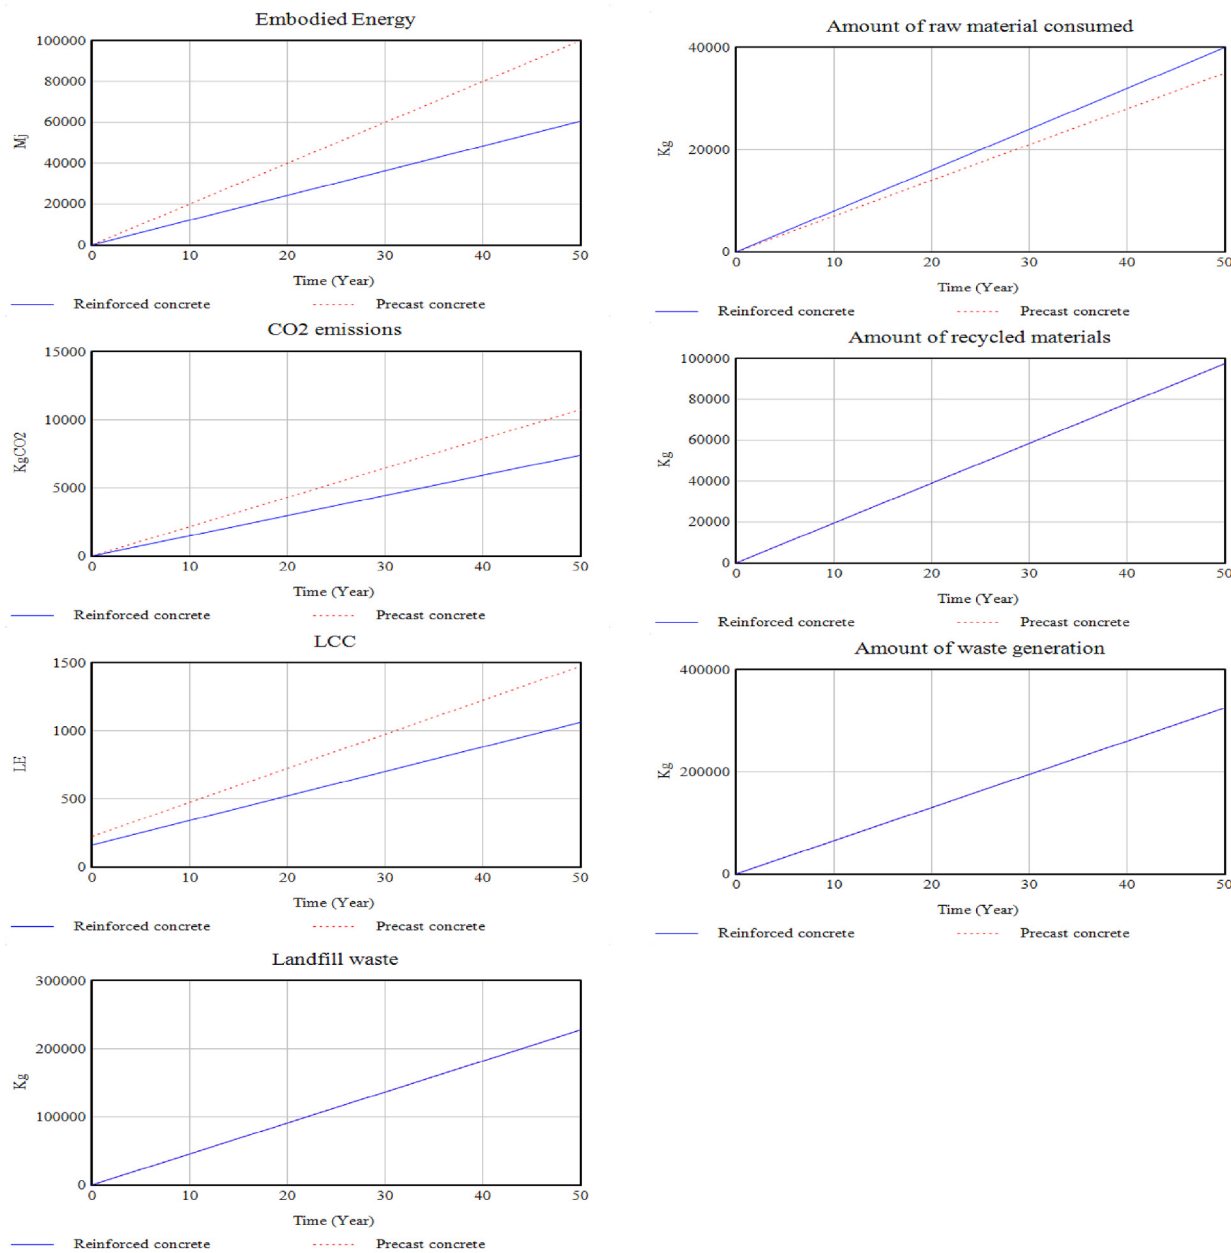 Embodied Energy
100000
80000
60000
40000
20000
0
Mj
0 10 20 30 40 50
Time (Year)
Reinforced concrete Precast concrete
Amount of raw material consumed
40000
20000
0
Kg
0 10 20 30 40 50
Time (Year)
Reinforced concrete Precast concrete
CO2 emissions
15000
10000
5000
0
KgCO2
0 10 20 30 40 50
Time (Year)
Reinforced concrete Precast concrete
Amount of recycled materials
100000
80000
60000
40000
20000
0
Kg
0 10 20 30 40 50
Time (Year)
Reinforced concrete Precast concrete
LCC
1500
1000
500
0
LE
0 10 20 30 40 50
Time (Year)
Reinforced concrete Precast concrete
Amount of waste generation
400000
200000
0
Kg
0 10 20 30 40 50
Time (Year)
Reinforced concrete Precast concrete
Landfill waste
300000
200000
100000
0
Kg
0 10 20 30 40 50
Time (Year)
Reinforced concrete Precast concrete